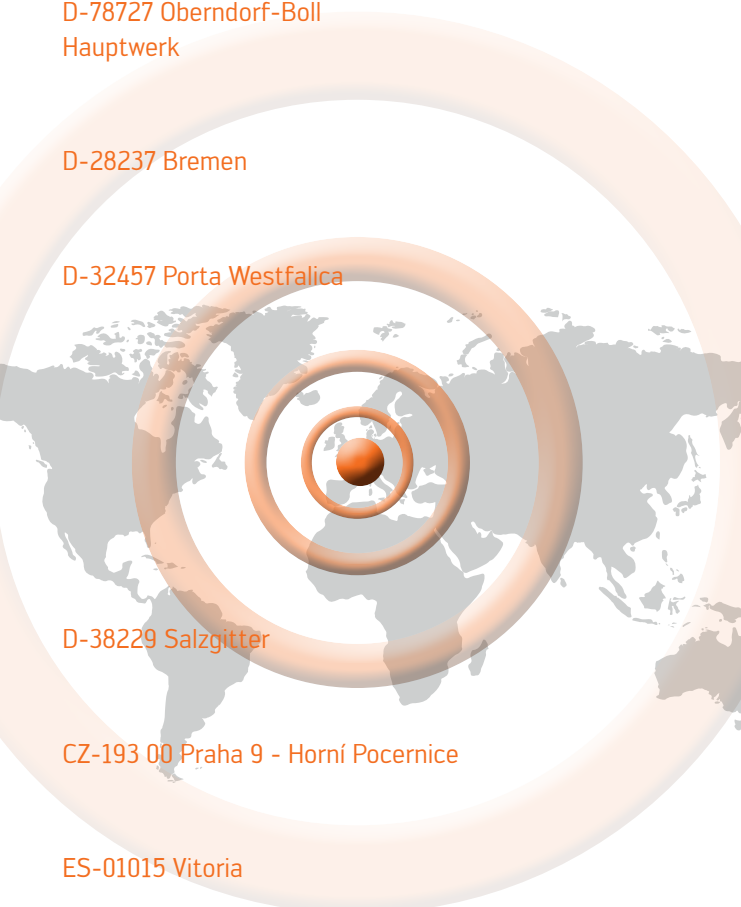 D-78727 Oberndorf-Boll
Hauptwerk
D-28237 Bremen
D-32457 Porta Westfalica
D-38229 Salzgitter
CZ-193 00 Praha 9 - Horní Pocernice
ES-01015 Vitoria